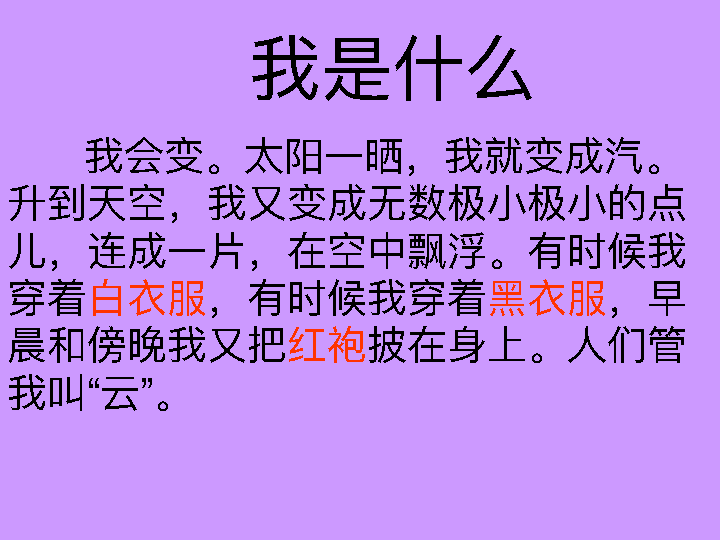 我是什么
我会变。太阳一晒，我就变成汽。
升到天空，我又变成无数极小极小的点
儿，连成一片，在空中飘浮。有时候我
穿着白衣服，有时候我穿着黑衣服，早
晨和傍晚我又把红袍披在身上。人们管
我叫“云”。